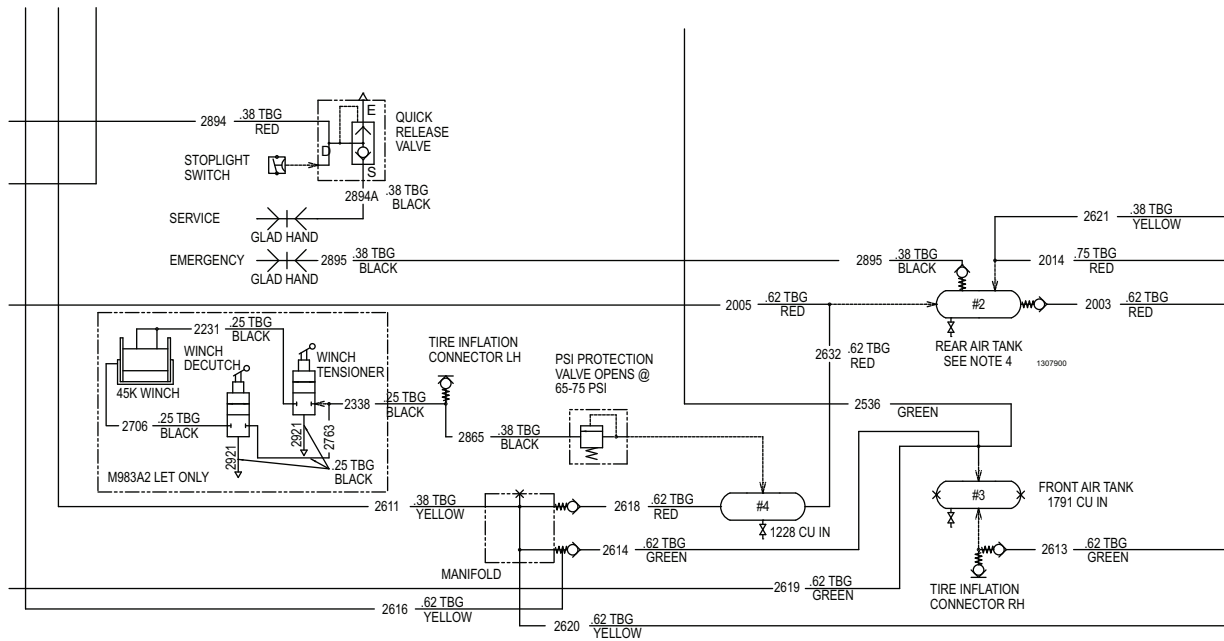 2894 .38 TBG
RED
E
D
S
QUICK
RELEASE
VALVE
STOPLIGHT
SWITCH
2894A .38 TBG
BLACK
SERVICE
GLAD HAND
EMERGENCY
GLAD HAND
2895 .38 TBG
BLACK
2895 .38 TBG
BLACK
2621 .38 TBG
YELLOW
2014 .75 TBG
RED
2005 .62 TBG
RED
#2
2003 .62 TBG
RED
REAR AIR TANK
SEE NOTE 4
1307900
2632 .62 TBG
RED
2231 .25 TBG
BLACK
WINCH
DECUTCH
WINCH
TENSIONER
45K WINCH
2706 .25 TBG
BLACK
2338 .25 TBG
BLACK
2921
2921
2763
.25 TBG
BLACK
M983A2 LET ONLY
TIRE INFLATION
CONNECTOR LH
PSI PROTECTION
VALVE OPENS @
65-75 PSI
2865 .38 TBG
BLACK
2536
GREEN
#3
FRONT AIR TANK
1791 CU IN
2611 .38 TBG
YELLOW
2618 .62 TBG
RED
#4
1228 CU IN
2614 .62 TBG
GREEN
2613 .62 TBG
GREEN
MANIFOLD
TIRE INFLATION
CONNECTOR RH
2619 .62 TBG
GREEN
2616 .62 TBG
YELLOW
2620 .62 TBG
YELLOW